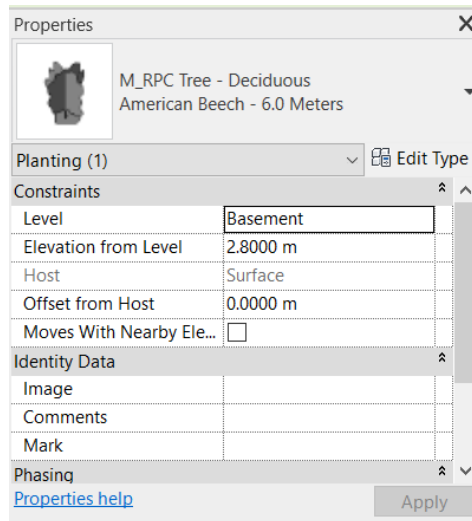 Properties
M_RPC Tree - Deciduous
American Beech - 6.0 Meters
Planting (1) Edit Type
Constraints
Level Basement
Elevation from Level 2.8000 m
Host Surface
Offset from Host 0.0000 m
Moves With Nearby Ele...
Identity Data
Image
Comments
Mark
Phasing
Properties help Apply